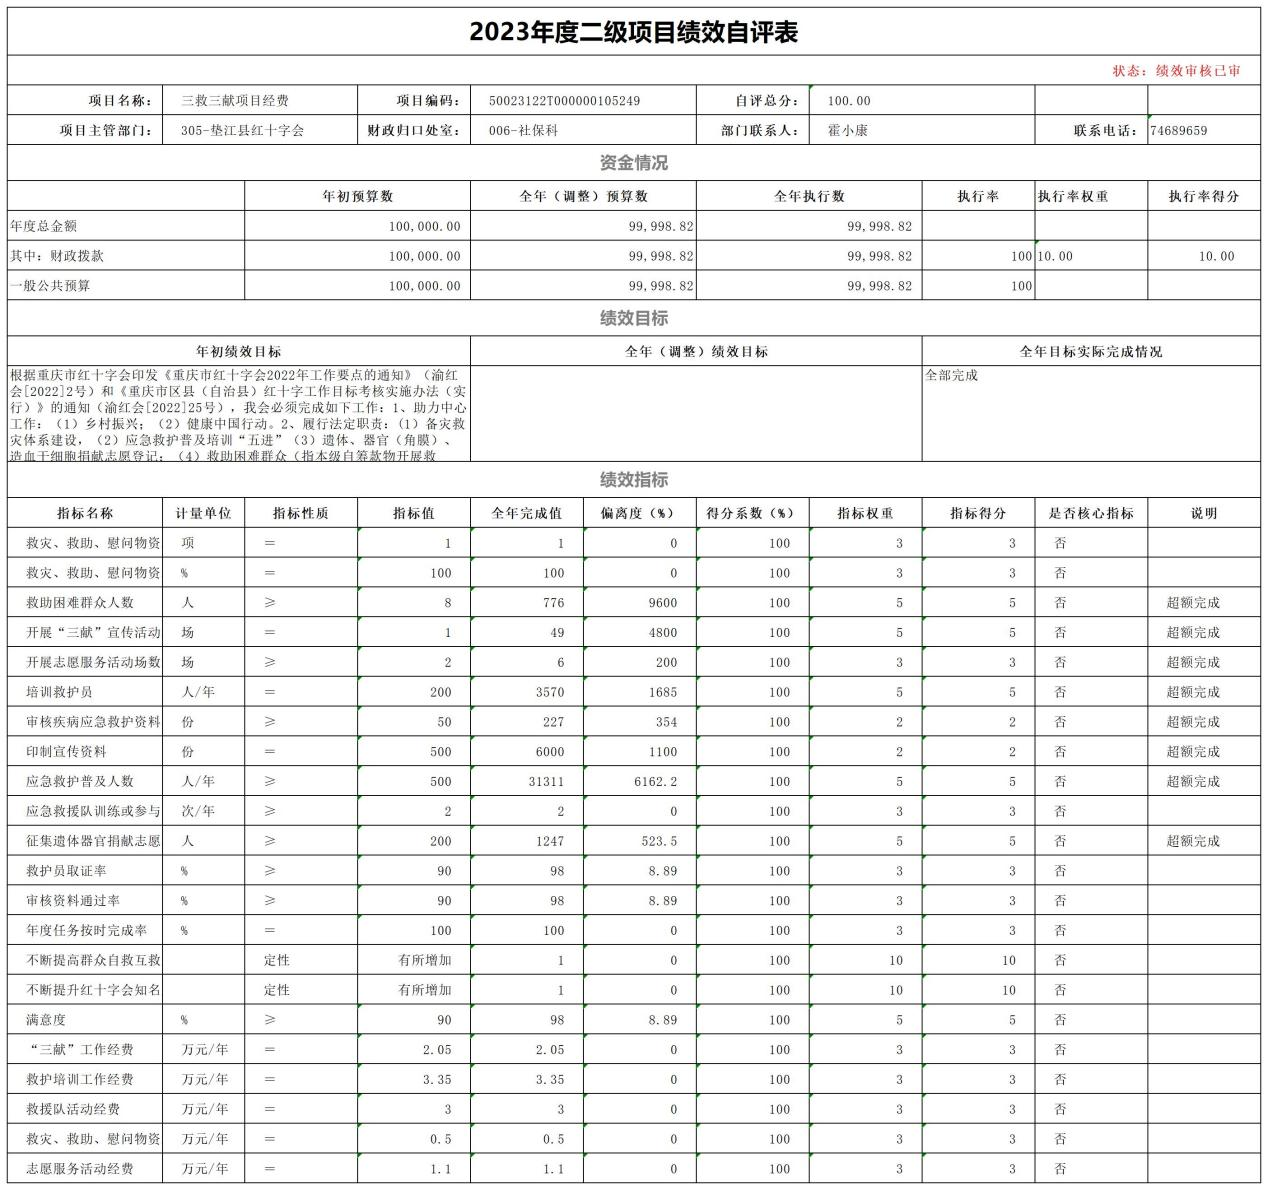 2023年度二级项目绩效自评表
状态：绩效审核已审
项目名称： 三救三献项目经费 项目编码： 50023122T000000105249 自评总分： 100.00
项目主管部门： 305-垫江县红十字会 财政归口处室： 006-社保科 部门联系人： 霍小康 联系电话： 74689659
资金情况
年初预算数 全年（调整）预算数 全年执行数 执行率 执行率权重 执行率得分
年度总金额 100,000.00 99,998.82 99,998.82
其中：财政拨款 100,000.00 99,998.82 99,998.82 100 10.00 10.00
一般公共预算 100,000.00 99,998.82 99,998.82 100
绩效目标
年初绩效目标 全年（调整）绩效目标 全年目标实际完成情况
根据重庆市红十字会印发《重庆市红十字会2022年工作要点的通知》（渝红 全部完成
会[2022]2号）和《重庆市区县（自治县）红十字工作目标考核实施办法（实
行）》的通知（渝红会[2022]25号），我会必须完成如下工作：1、助力中心
工作：（1）乡村振兴；（2）健康中国行动。2、履行法定职责：（1）备灾救
灾体系建设，（2）应急救护普及培训“五进”（3）遗体、器官（角膜）、
造血干细胞捐献志愿登记；（4）救助困难群众（指本级自筹款物开展救
绩效指标
指标名称 计量单位 指标性质 指标值 全年完成值 偏离度（%） 得分系数（%） 指标权重 指标得分 是否核心指标 说明
救灾、救助、慰问物资 项 ＝ 1 1 0 100 3 3 否
救灾、救助、慰问物资 % ＝ 100 100 0 100 3 3 否
救助困难群众人数 人 ≥ 8 776 9600 100 5 5 否 超额完成
开展“三献”宣传活动 场 ＝ 1 49 4800 100 5 5 否 超额完成
开展志愿服务活动场数 场 ≥ 2 6 200 100 3 3 否 超额完成
培训救护员 人/年 ＝ 200 3570 1685 100 5 5 否 超额完成
审核疾病应急救护资料 份 ≥ 50 227 354 100 2 2 否 超额完成
印制宣传资料 份 ＝ 500 6000 1100 100 2 2 否 超额完成
应急救护普及人数 人/年 ≥ 500 31311 6162.2 100 5 5 否 超额完成
应急救援队训练或参与 次/年 ≥ 2 2 0 100 3 3 否
征集遗体器官捐献志愿 人 ≥ 200 1247 523.5 100 5 5 否 超额完成
救护员取证率 % ≥ 90 98 8.89 100 3 3 否
审核资料通过率 % ≥ 90 98 8.89 100 3 3 否
年度任务按时完成率 % ＝ 100 100 0 100 3 3 否
不断提高群众自救互救 定性 有所增加 1 0 100 10 10 否
不断提升红十字会知名 定性 有所增加 1 0 100 10 10 否
满意度 % ≥ 90 98 8.89 100 5 5 否
“三献”工作经费 万元/年 ＝ 2.05 2.05 0 100 3 3 否
救护培训工作经费 万元/年 ＝ 3.35 3.35 0 100 3 3 否
救援队活动经费 万元/年 ＝ 3 3 0 100 3 3 否
救灾、救助、慰问物资 万元/年 ＝ 0.5 0.5 0 100 3 3 否
志愿服务活动经费 万元/年 ＝ 1.1 1.1 0 100 3 3 否